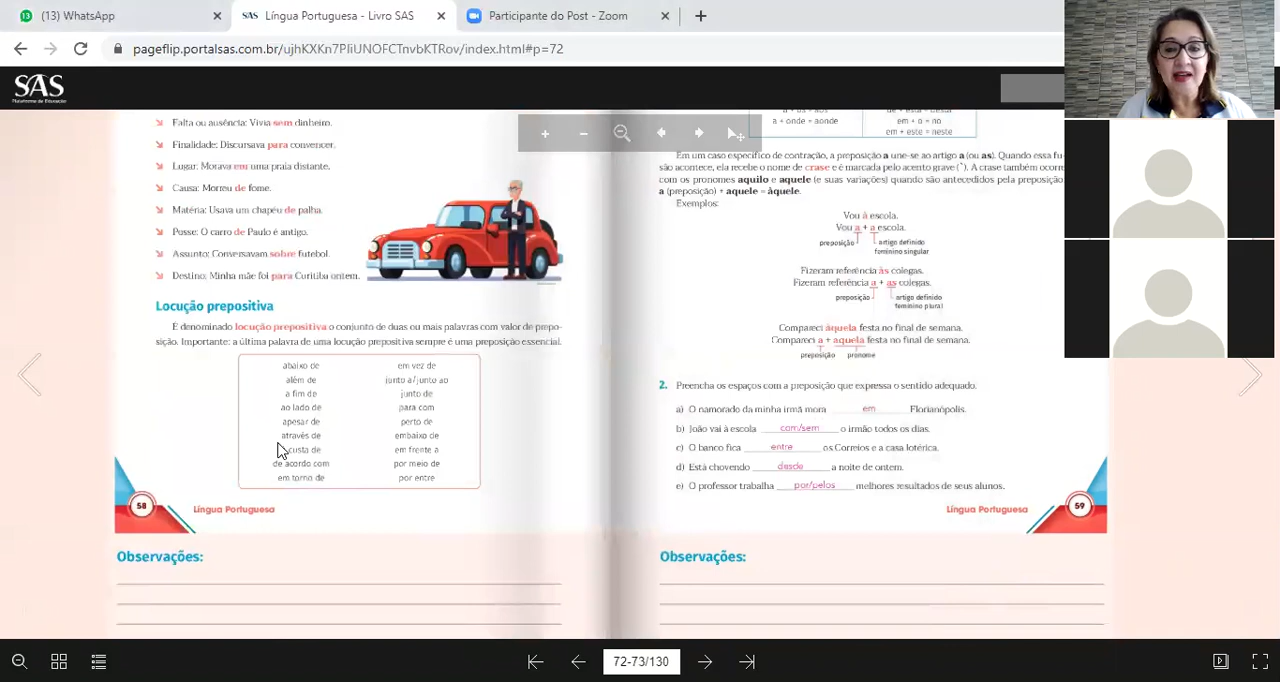 (13) WhatsApp
SAS Língua Portuguesa - Livro SAS
Participante do Post - Zoom
pageflip.portalsas.com.br/ujhKXKn7PIiUNOFCTnvbKTRov/index.html#p=72
SAS
Plataforma de Educação
Falta ou ausência: Vivia sem dinheiro.
Finalidade: Discursava para convencer.
Lugar: Morava em uma praia distante.
Causa: Morreu de fome.
Matéria: Usava um chapéu de palha.
Posse: O carro de Paulo é antigo.
Assunto: Conversavam sobre futebol.
Destino: Minha mãe foi para Curitiba ontem.
Locução prepositiva
É denominado locução prepositiva o conjunto de duas ou mais palavras com valor de prepo-
sição. Importante: a última palavra de uma locução prepositiva sempre é uma preposição essencial.
abaixo de
além de
a fim de
ao lado de
apesar de
através de
custa de
de acordo com
em torno de
em vez de
junto a/junto ao
junto de
para com
perto de
embaixo de
em frente a
por meio de
por entre
58
Língua Portuguesa
Observações:
a + onde = aonde
em + o = no
em + este = neste
Em um caso específico de contração, a preposição a une-se ao artigo a (ou as). Quando essa fu
são acontece, ela recebe o nome de crase e é marcada pelo acento grave (`). A crase também ocorre
com os pronomes aquilo e aquele (e suas variações) quando são antecedidos pela preposição
a (preposição) + aquele = àquele.
Exemplos:
Vou à escola.
Vou a + a escola.
preposição artigo definido
feminino singular
Fizeram referência às colegas.
Fizeram referência a + as colegas.
preposição artigo definido
feminino plural
Compareci àquela festa no final de semana.
Compareci a + aquela festa no final de semana.
preposição pronome
2. Preencha os espaços com a preposição que expressa o sentido adequado.
a) O namorado da minha irmã mora em Florianópolis.
b) João vai à escola com/sem o irmão todos os dias.
c) O banco fica entre os Correios e a casa lotérica.
d) Está chovendo desde a noite de ontem.
e) O professor trabalha por/pelos melhores resultados de seus alunos.
Língua Portuguesa
59
Observações:
72-73/130